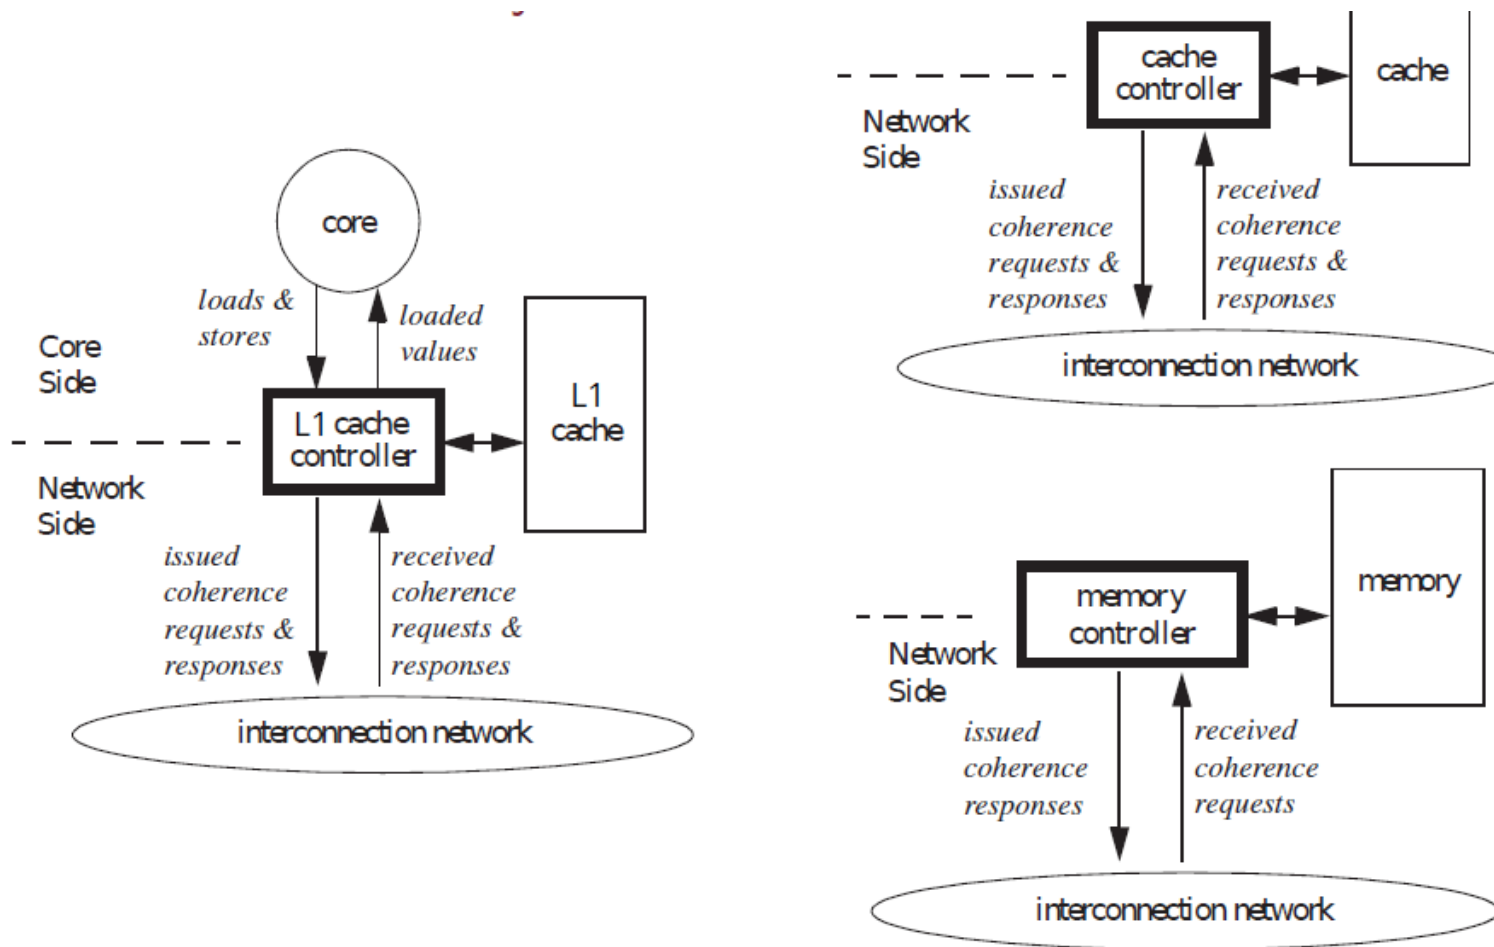 core
loads &
stores
loaded
values
Core
Side
L1 cache
controller
L1
cache
Network
Side
issued
coherence
requests &
responses
received
coherence
requests &
responses
interconnection network
cache
controller
cache
Network
Side
issued
coherence
requests &
responses
received
coherence
requests &
responses
interconnection network
memory
controller
memory
Network
Side
issued
coherence
responses
received
coherence
requests
interconnection network